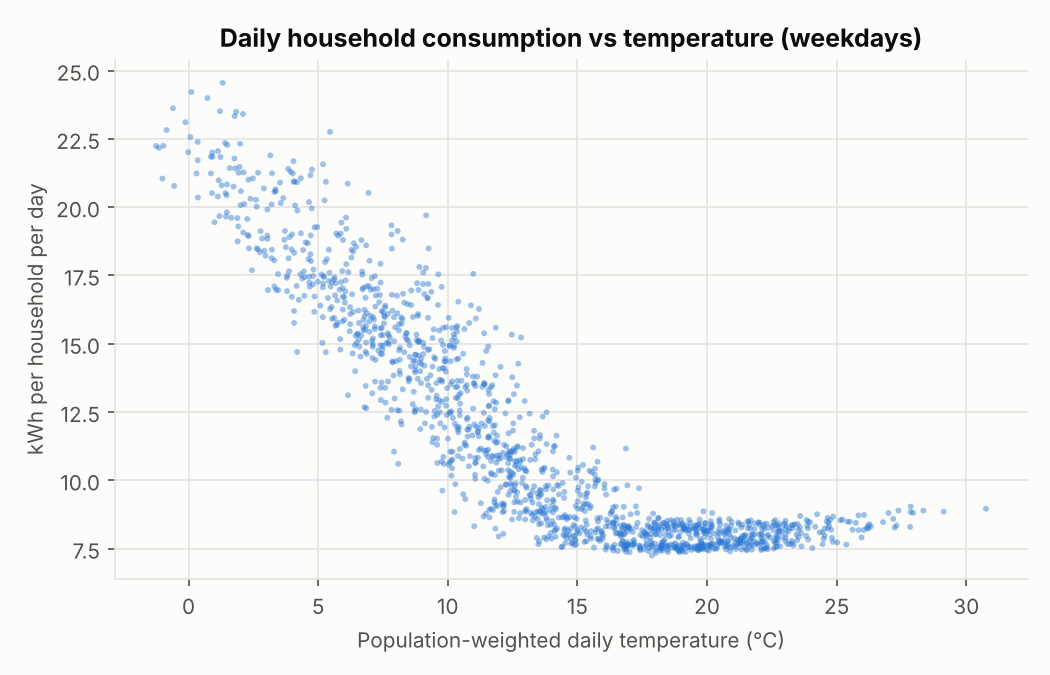 Daily household consumption vs temperature (weekdays)
25.0
22.5
20.0
17.5
15.0
12.5
10.0
7.5
kWh per household per day
0 5 10 15 20 25 30
Population-weighted daily temperature (°C)